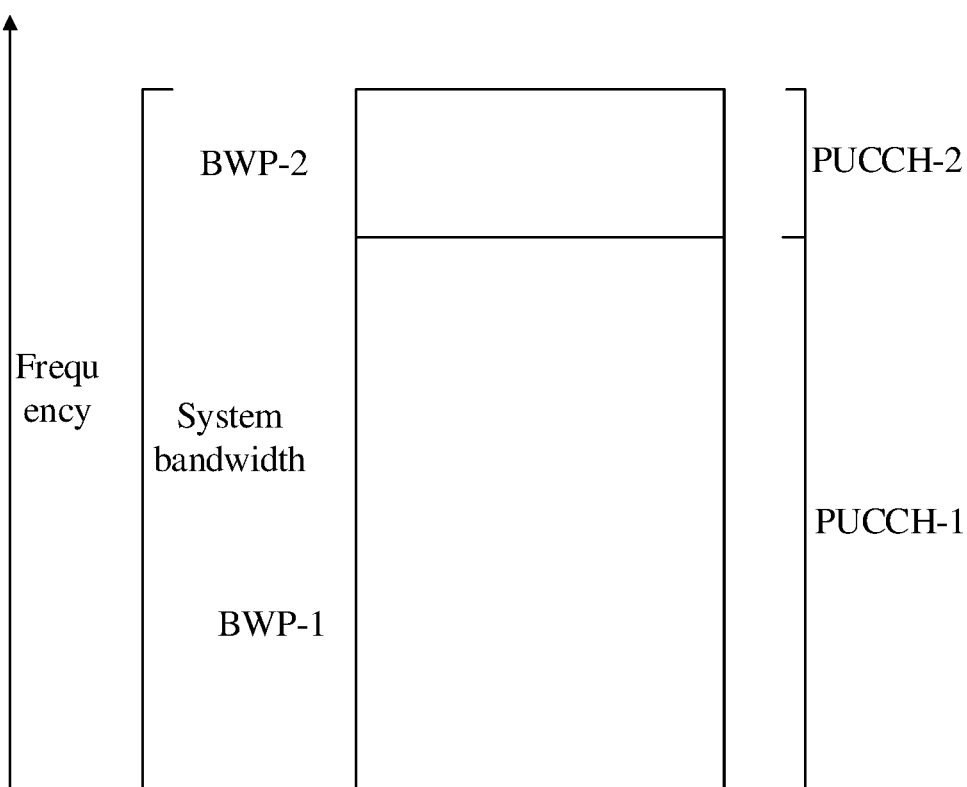 BWP-2
PUCCH-2
Frequ
ency
System
bandwidth
PUCCH-1
BWP-1